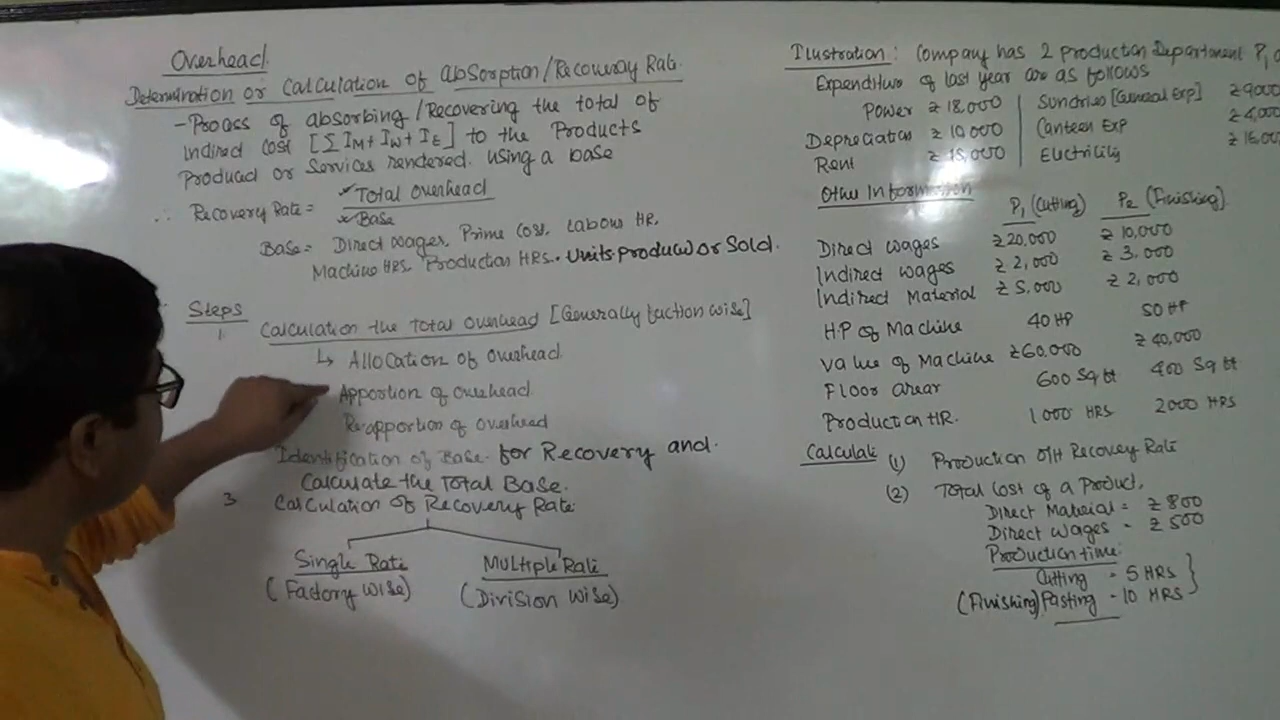 Overhead
Determination or Calculation of absorption/Recovery Rate.
- Process of absorbing/Recovering the total of
Indirect cost [Σ IM + IW + IE] to the Products
Produced or Services rendered. using a base
∴ Recovery Rate = Total overhead
Base
Base = Direct wages, Prime Cost, Labour HR,
Machine HRS, Production HRS. Units produced or Sold.
Steps
1 Calculation the Total overhead [Generally faction wise]
↳ Allocation of overhead
Apportion of overhead
Re-apportion of overhead
Identification of Base for Recovery and
Calculate the Total Base.
3 Calculation of Recovery Rate
Single Rate Multiple Rate
(Factory wise) (Division wise)
Illustration: Company has 2 production Department P1
Expenditure of last year are as follows
Power ₹ 18,000 Sundries [General Exp] ₹ 9000
Depreciation ₹ 10000 Canteen Exp
Rent ₹ 15,000 Electricity
Other Information
P1 (Cutting) P2 (Finishing)
Direct wages ₹ 20,000 ₹ 10,000
Indirect wages ₹ 2,000 ₹ 3,000
Indirect Material ₹ 5,000 ₹ 2,000
H.P of Machine 40 HP 50 HP
Value of Machine ₹ 60,000 ₹ 40,000
Floor arear 600 Sq ft 400 Sq ft
Production HR. 1000 HRS 2000 HRS
Calculate (1) Production O/H Recovery Rate
(2) Total Cost of a Product.
Direct Material = ₹ 800
Direct Wages = ₹ 500
Production time:
Cutting = 5 HRS
(Finishing) Pasting - 10 HRS